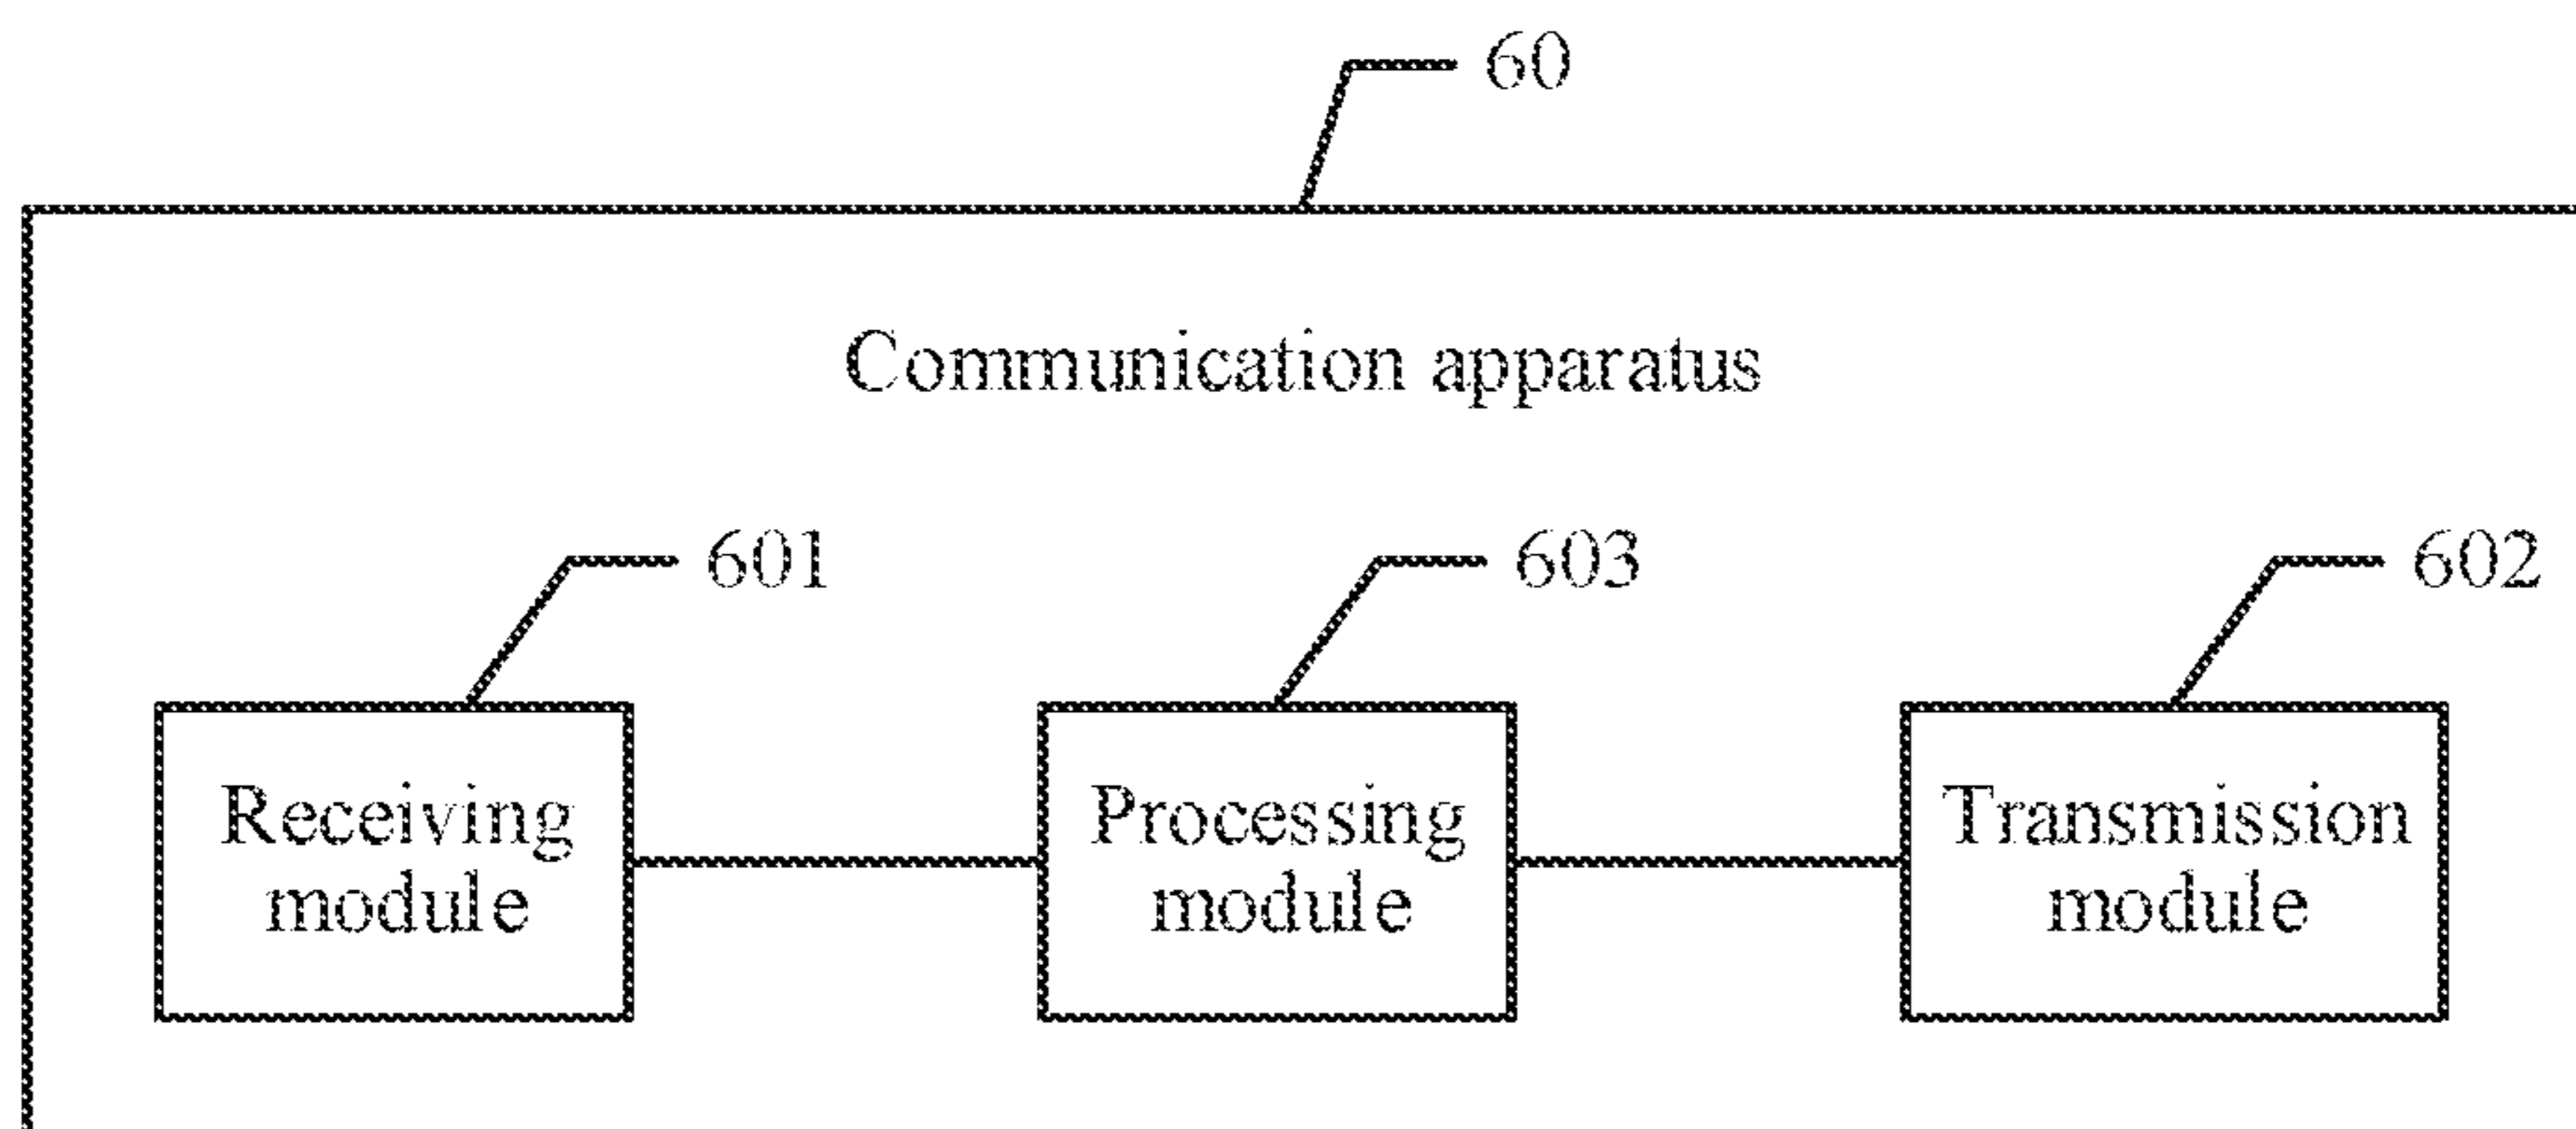 60
Communication apparatus
601
603
602
Receiving
module
Processing
module
Transmission
module